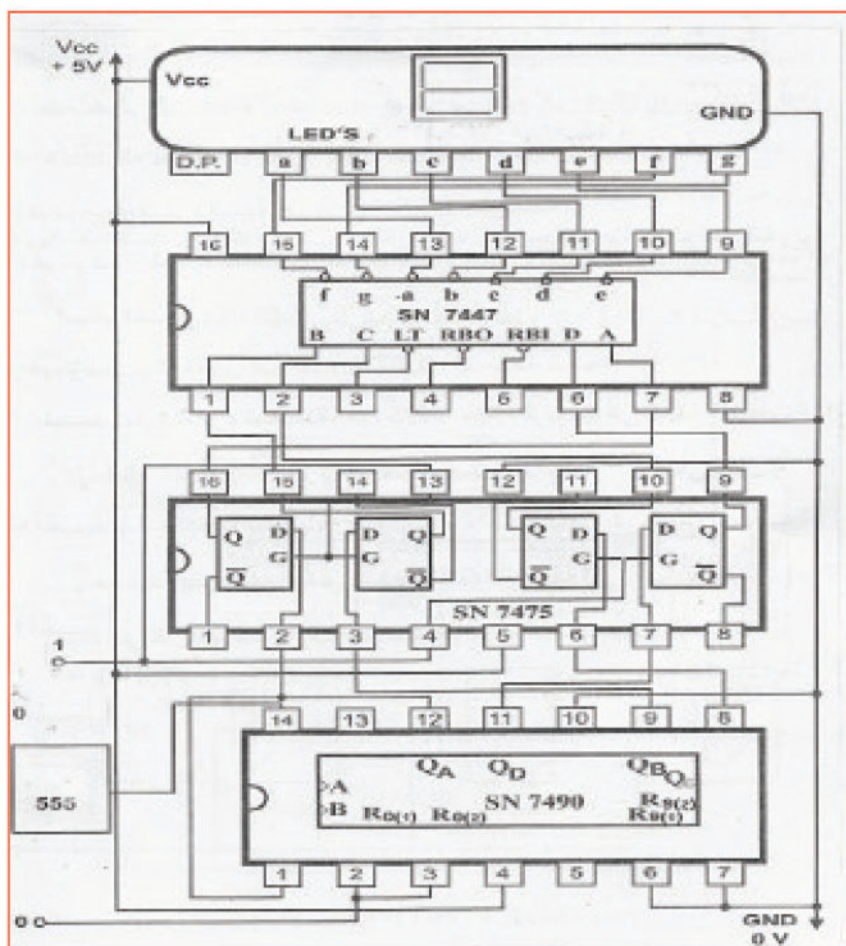 Vcc
+ 5V
Vcc
GND
LED'S
D.P. a b c d e f g
16 15 14 13 12 11 10 9
f g a b c d e
SN 7447
B C LT RBO RBI D A
1 2 3 4 5 6 7 8
16 15 14 13 12 11 10 9
Q D D Q Q D D Q
G G G G
Q̅ Q̅ Q̅ Q̅
SN 7475
1 2 3 4 5 6 7 8
1
0
14 13 12 11 10 9 8
555
QA QD QB QC
A
SN 7490
B
R0(1) R0(2) R9(2)
R9(1)
1 2 3 4 5 6 7
0
GND
0 V